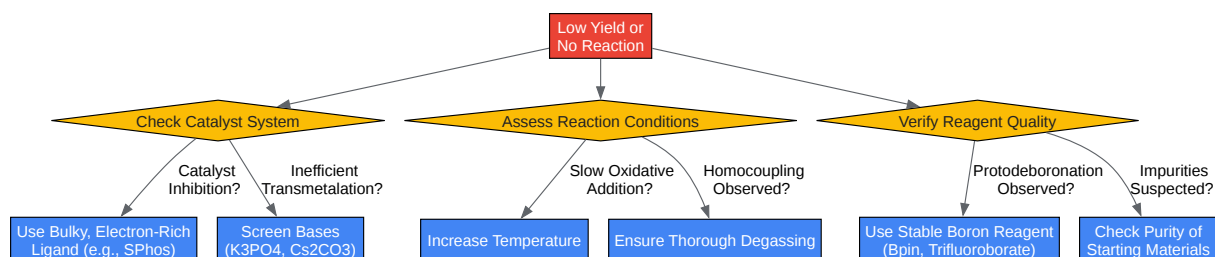 Low Yield or
No Reaction
Check Catalyst System
Assess Reaction Conditions
Verify Reagent Quality
Catalyst
Inhibition?
Inefficient
Transmetalation?
Slow Oxidative
Addition?
Homocoupling
Observed?
Protodeboronation
Observed?
Impurities
Suspected?
Use Bulky, Electron-Rich
Ligand (e.g., SPhos)
Screen Bases
(K3PO4, Cs2CO3)
Increase Temperature
Ensure Thorough Degassing
Use Stable Boron Reagent
(Bpin, Trifluoroborate)
Check Purity of
Starting Materials